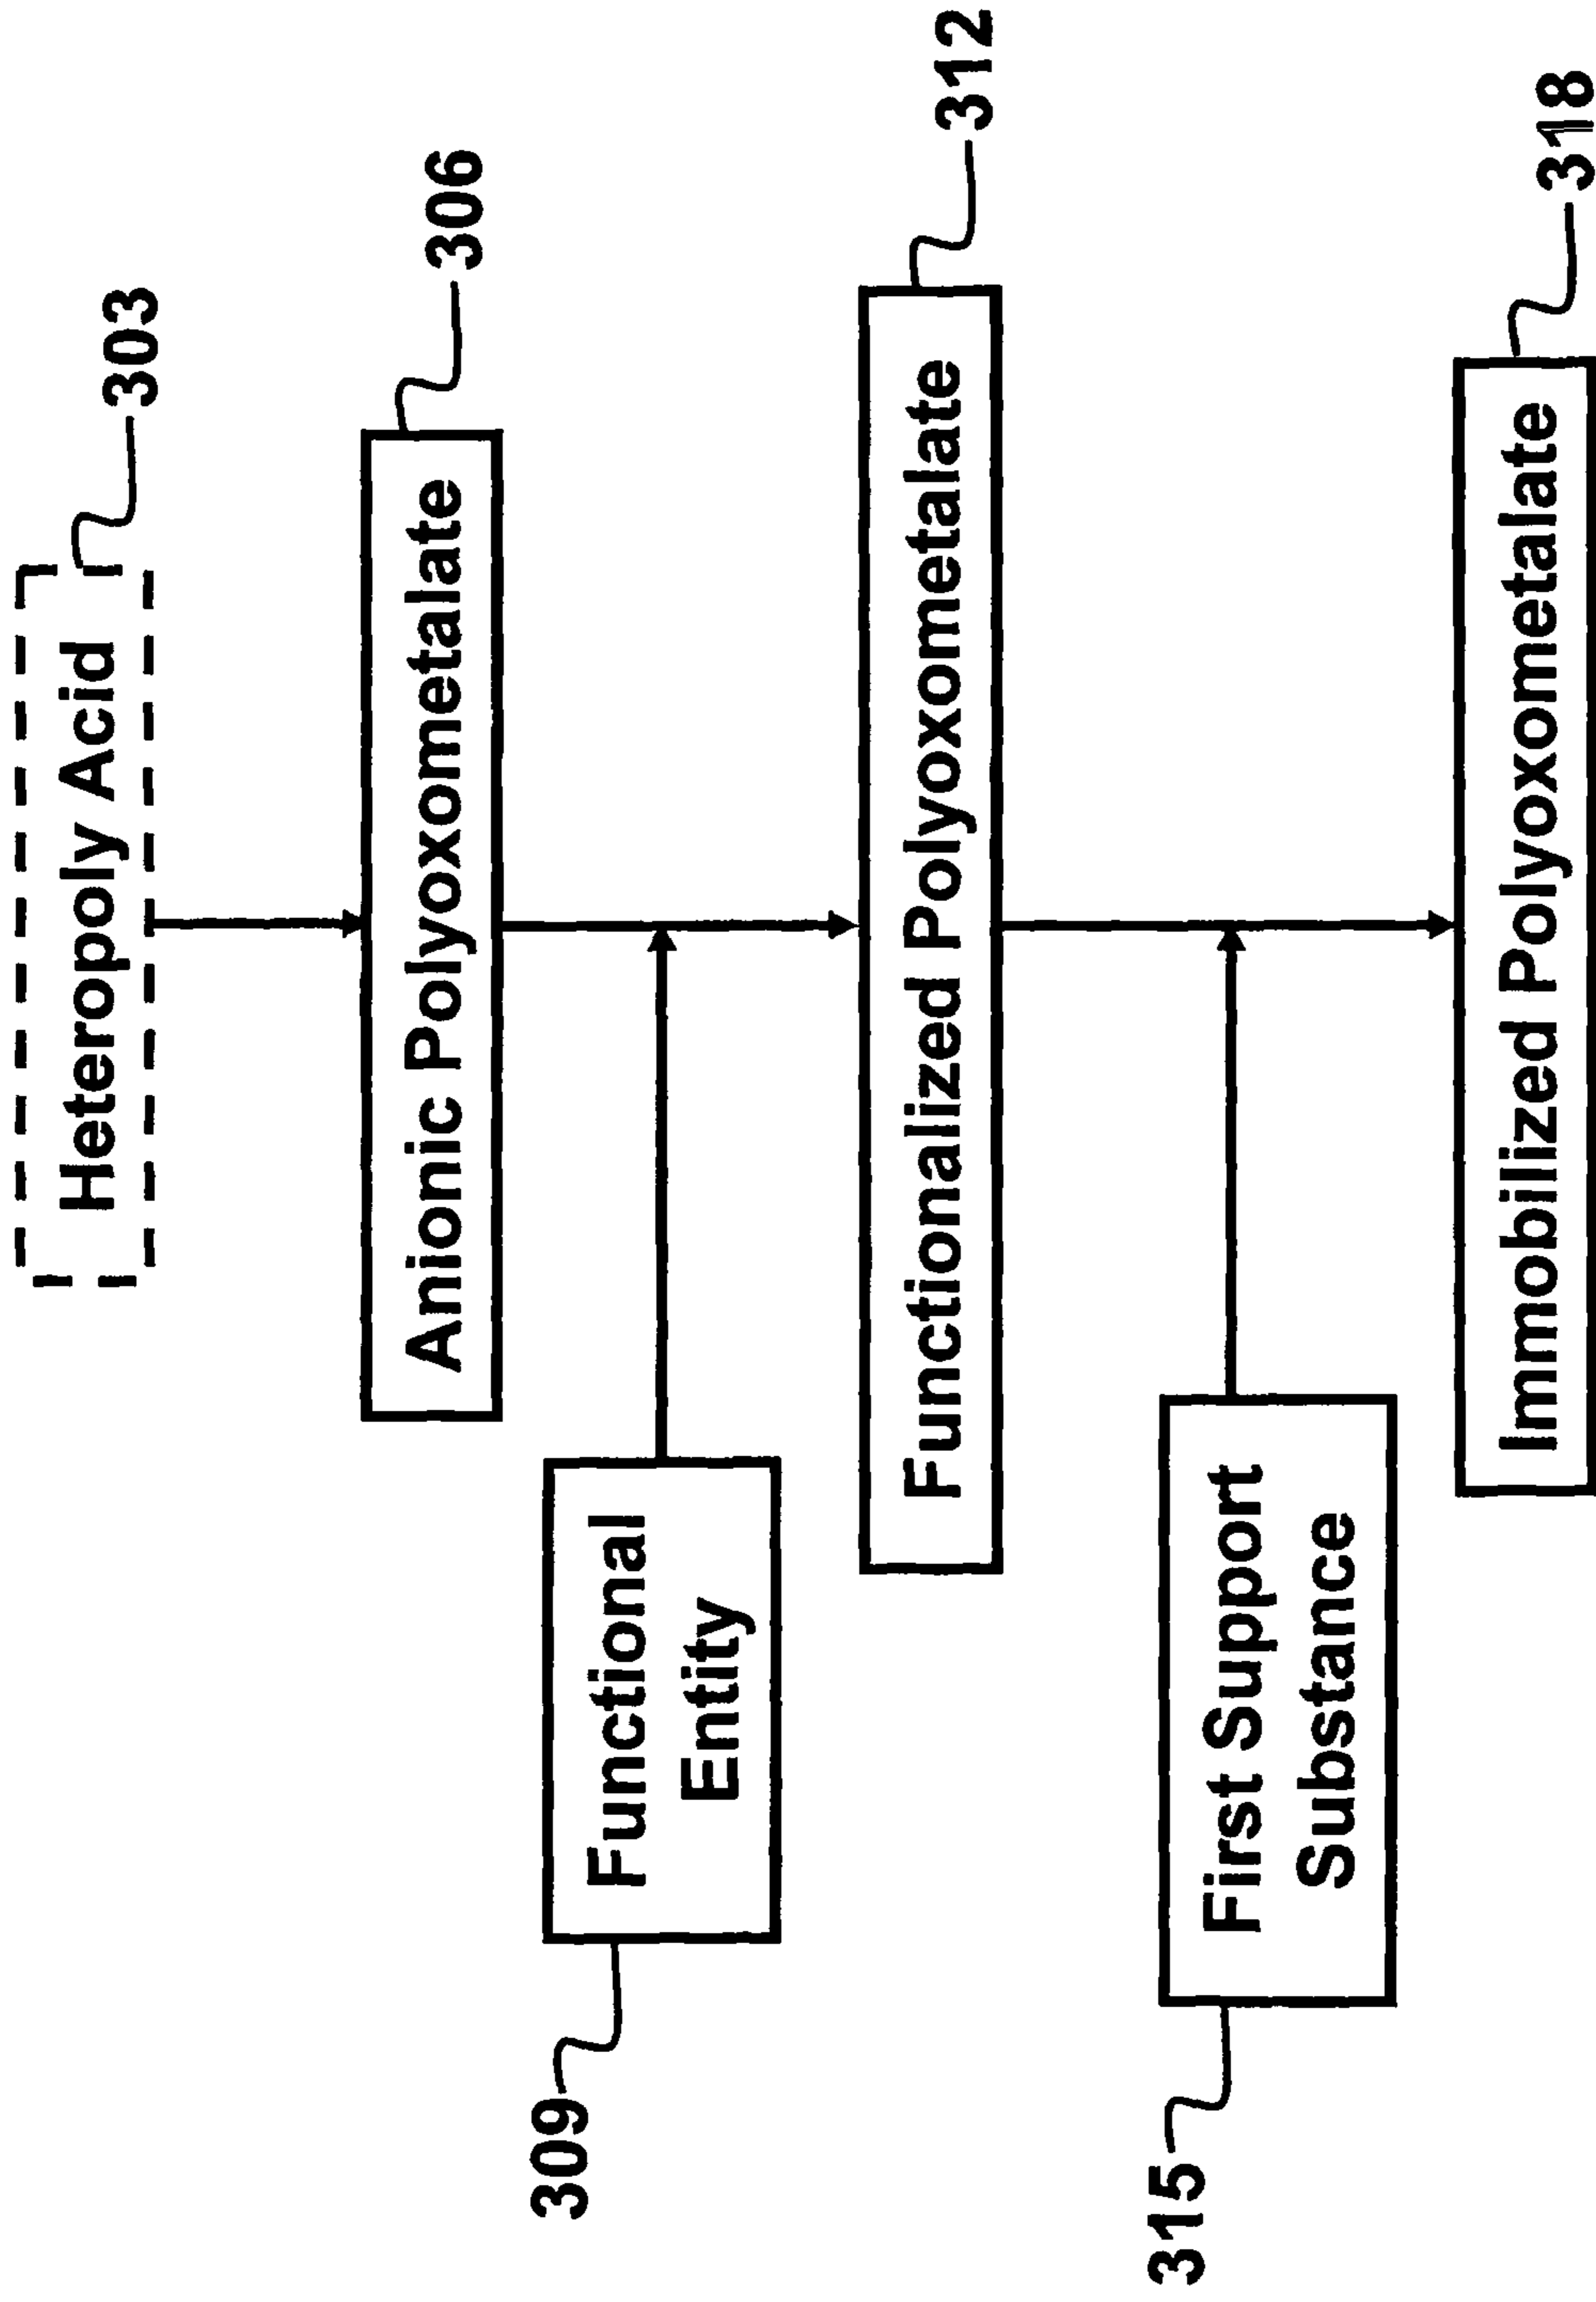 Heteropoly Acid
303
Anionic Polyoxometalate
306
309
Functional
Entity
Functionalized Polyoxometalate
312
315
First Support
Substance
Immobilized Polyoxometalate
318